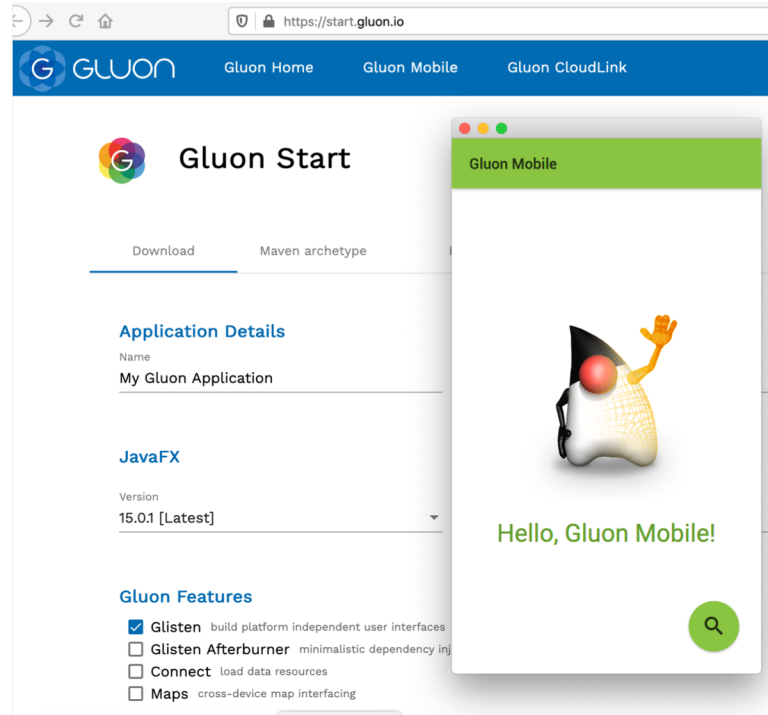 https://start.gluon.io
G GLUON Gluon Home Gluon Mobile Gluon CloudLink
G Gluon Start
Download Maven archetype
Application Details
Name
My Gluon Application
JavaFX
Version
15.0.1 [Latest]
Gluon Features
Glisten build platform independent user interfaces
Glisten Afterburner minimalistic dependency inj
Connect load data resources
Maps cross-device map interfacing
Gluon Mobile
Hello, Gluon Mobile!